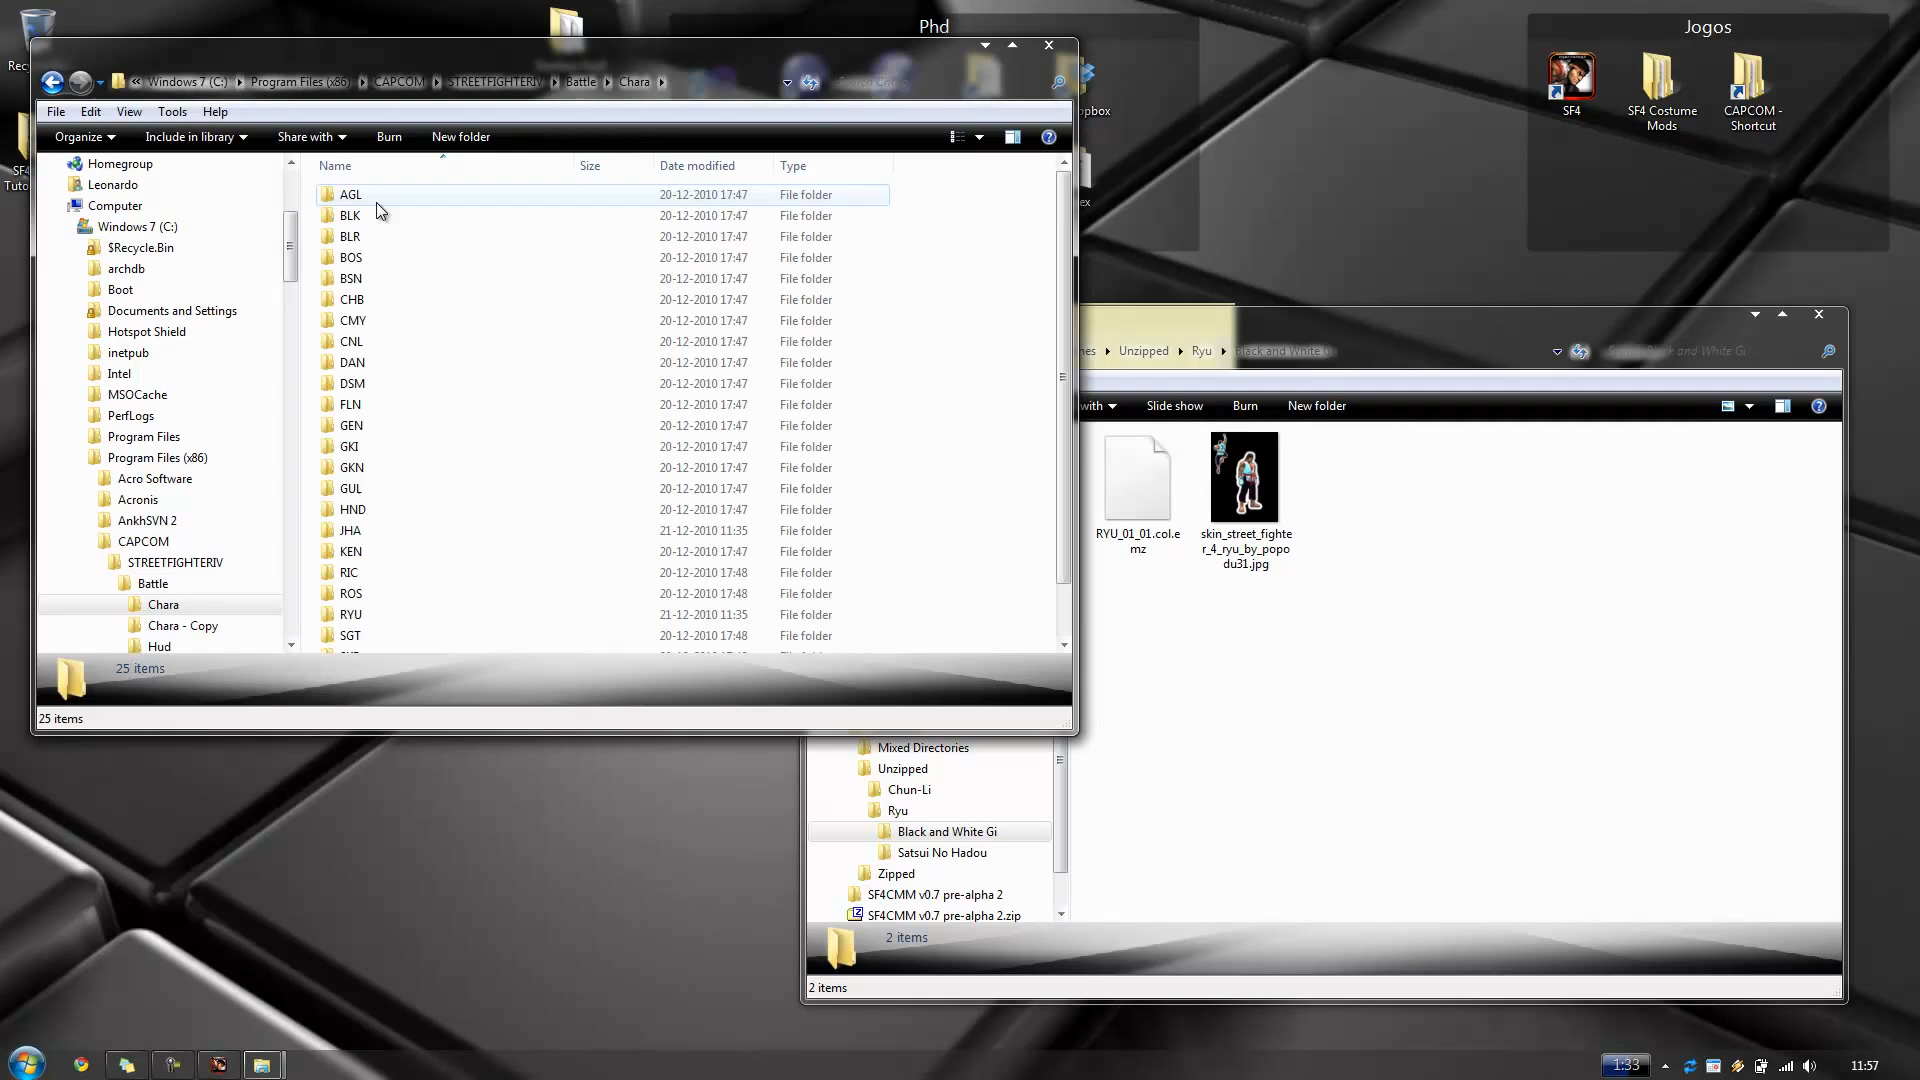 Phd
Jogos
Recy
« Windows 7 (C:) Program Files (x86) CAPCOM STREETFIGHTERIV Battle Chara
File Edit View Tools Help
Organize Include in library Share with Burn New folder
pbox
SF4
SF4 Costume
Mods
CAPCOM -
Shortcut
SF4
Tuto
ex
Homegroup
Leonardo
Computer
Windows 7 (C:)
$Recycle.Bin
archdb
Boot
Documents and Settings
Hotspot Shield
inetpub
Intel
MSOCache
PerfLogs
Program Files
Program Files (x86)
Acro Software
Acronis
AnkhSVN 2
CAPCOM
STREETFIGHTERIV
Battle
Chara
Chara - Copy
Hud
Name Size Date modified Type
AGL 20-12-2010 17:47 File folder
BLK 20-12-2010 17:47 File folder
BLR 20-12-2010 17:47 File folder
BOS 20-12-2010 17:47 File folder
BSN 20-12-2010 17:47 File folder
CHB 20-12-2010 17:47 File folder
CMY 20-12-2010 17:47 File folder
CNL 20-12-2010 17:47 File folder
DAN 20-12-2010 17:47 File folder
DSM 20-12-2010 17:47 File folder
FLN 20-12-2010 17:47 File folder
GEN 20-12-2010 17:47 File folder
GKI 20-12-2010 17:47 File folder
GKN 20-12-2010 17:47 File folder
GUL 20-12-2010 17:47 File folder
HND 20-12-2010 17:47 File folder
JHA 21-12-2010 11:35 File folder
KEN 20-12-2010 17:47 File folder
RIC 20-12-2010 17:48 File folder
ROS 20-12-2010 17:48 File folder
RYU 21-12-2010 11:35 File folder
SGT 20-12-2010 17:48 File folder
25 items
25 items
nes Unzipped Ryu Black and White Gi
with Slide show Burn New folder
RYU_01_01.col.e
mz
skin_street_fighte
r_4_ryu_by_popo
du31.jpg
Mixed Directories
Unzipped
Chun-Li
Ryu
Black and White Gi
Satsui No Hadou
Zipped
SF4CMM v0.7 pre-alpha 2
SF4CMM v0.7 pre-alpha 2.zip
2 items
2 items
1:33
11:57